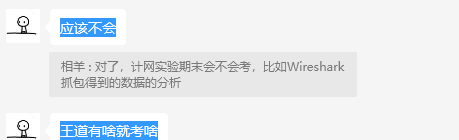 应该不会
相羊 : 对了，计网实验期末会不会考，比如Wireshark
抓包得到的数据的分析
王道有啥就考啥